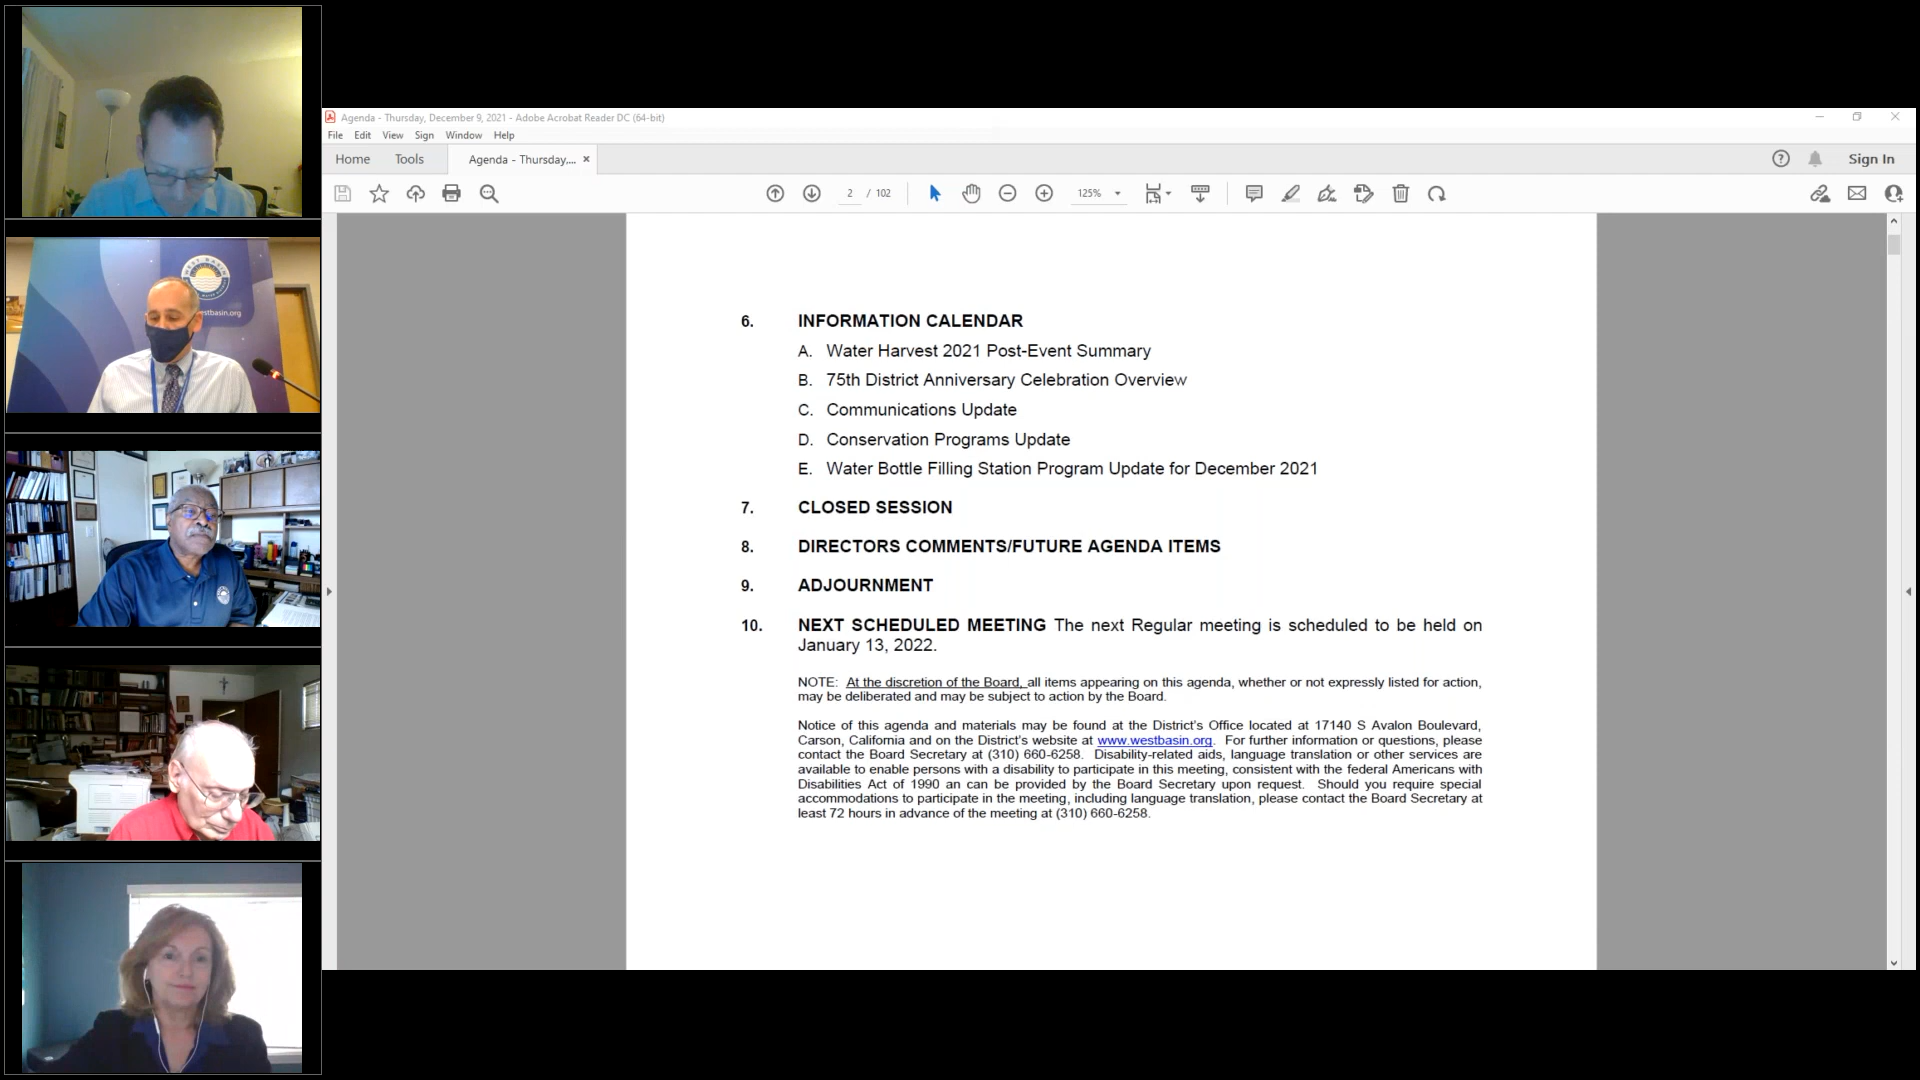 Agenda - Thursday, December 9, 2021 - Adobe Acrobat Reader DC (64-bit)
File Edit View Sign Window Help
Home Tools Agenda - Thursday,... × Sign In
2 / 102 125%
WEST BASIN
westbasin.org
6. INFORMATION CALENDAR
A. Water Harvest 2021 Post-Event Summary
B. 75th District Anniversary Celebration Overview
C. Communications Update
D. Conservation Programs Update
E. Water Bottle Filling Station Program Update for December 2021
7. CLOSED SESSION
8. DIRECTORS COMMENTS/FUTURE AGENDA ITEMS
9. ADJOURNMENT
10. NEXT SCHEDULED MEETING The next Regular meeting is scheduled to be held on
January 13, 2022.
NOTE: At the discretion of the Board, all items appearing on this agenda, whether or not expressly listed for action,
may be deliberated and may be subject to action by the Board.
Notice of this agenda and materials may be found at the District's Office located at 17140 S Avalon Boulevard,
Carson, California and on the District's website at www.westbasin.org. For further information or questions, please
contact the Board Secretary at (310) 660-6258. Disability-related aids, language translation or other services are
available to enable persons with a disability to participate in this meeting, consistent with the federal Americans with
Disabilities Act of 1990 an can be provided by the Board Secretary upon request. Should you require special
accommodations to participate in the meeting, including language translation, please contact the Board Secretary at
least 72 hours in advance of the meeting at (310) 660-6258.